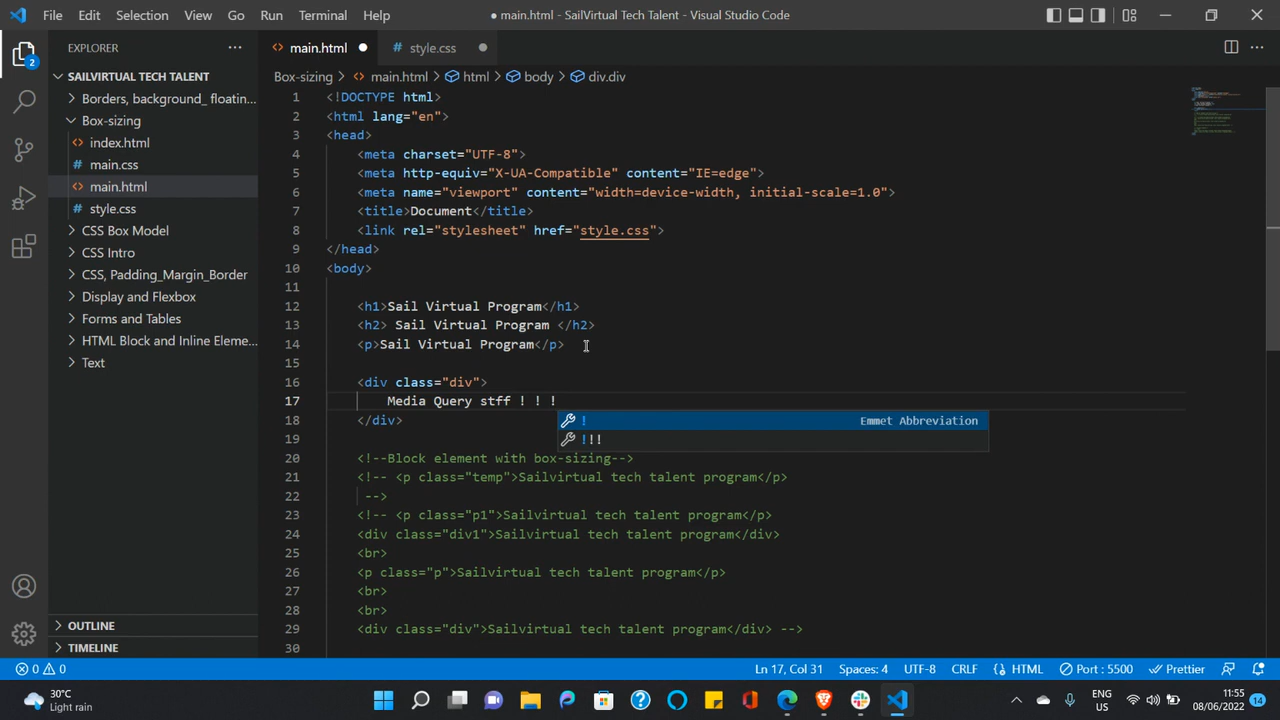 File Edit Selection View Go Run Terminal Help
● main.html - SailVirtual Tech Talent - Visual Studio Code
EXPLORER
2
SAILVIRTUAL TECH TALENT
Borders, background_ floatin...
Box-sizing
index.html
main.css
main.html
style.css
CSS Box Model
CSS Intro
CSS, Padding_Margin_Border
Display and Flexbox
Forms and Tables
HTML Block and Inline Eleme...
Text
OUTLINE
TIMELINE
main.html style.css
Box-sizing > main.html > html > body > div.div
1 <!DOCTYPE html>
2 <html lang="en">
3 <head>
4 <meta charset="UTF-8">
5 <meta http-equiv="X-UA-Compatible" content="IE=edge">
6 <meta name="viewport" content="width=device-width, initial-scale=1.0">
7 <title>Document</title>
8 <link rel="stylesheet" href="style.css">
9 </head>
10 <body>
11
12 <h1>Sail Virtual Program</h1>
13 <h2> Sail Virtual Program </h2>
14 <p>Sail Virtual Program</p>
15
16 <div class="div">
17 Media Query stff ! ! !
18 </div>
! Emmet Abbreviation
19
!!!
20 <!--Block element with box-sizing-->
21 <!-- <p class="temp">Sailvirtual tech talent program</p>
22 -->
23 <!-- <p class="p1">Sailvirtual tech talent program</p>
24 <div class="div1">Sailvirtual tech talent program</div>
25 <br>
26 <p class="p">Sailvirtual tech talent program</p>
27 <br>
28 <br>
29 <div class="div">Sailvirtual tech talent program</div> -->
30
0 0 Ln 17, Col 31 Spaces: 4 UTF-8 CRLF HTML Port : 5500 Prettier
30°C
Light rain
ENG
US
11:55
08/06/2022